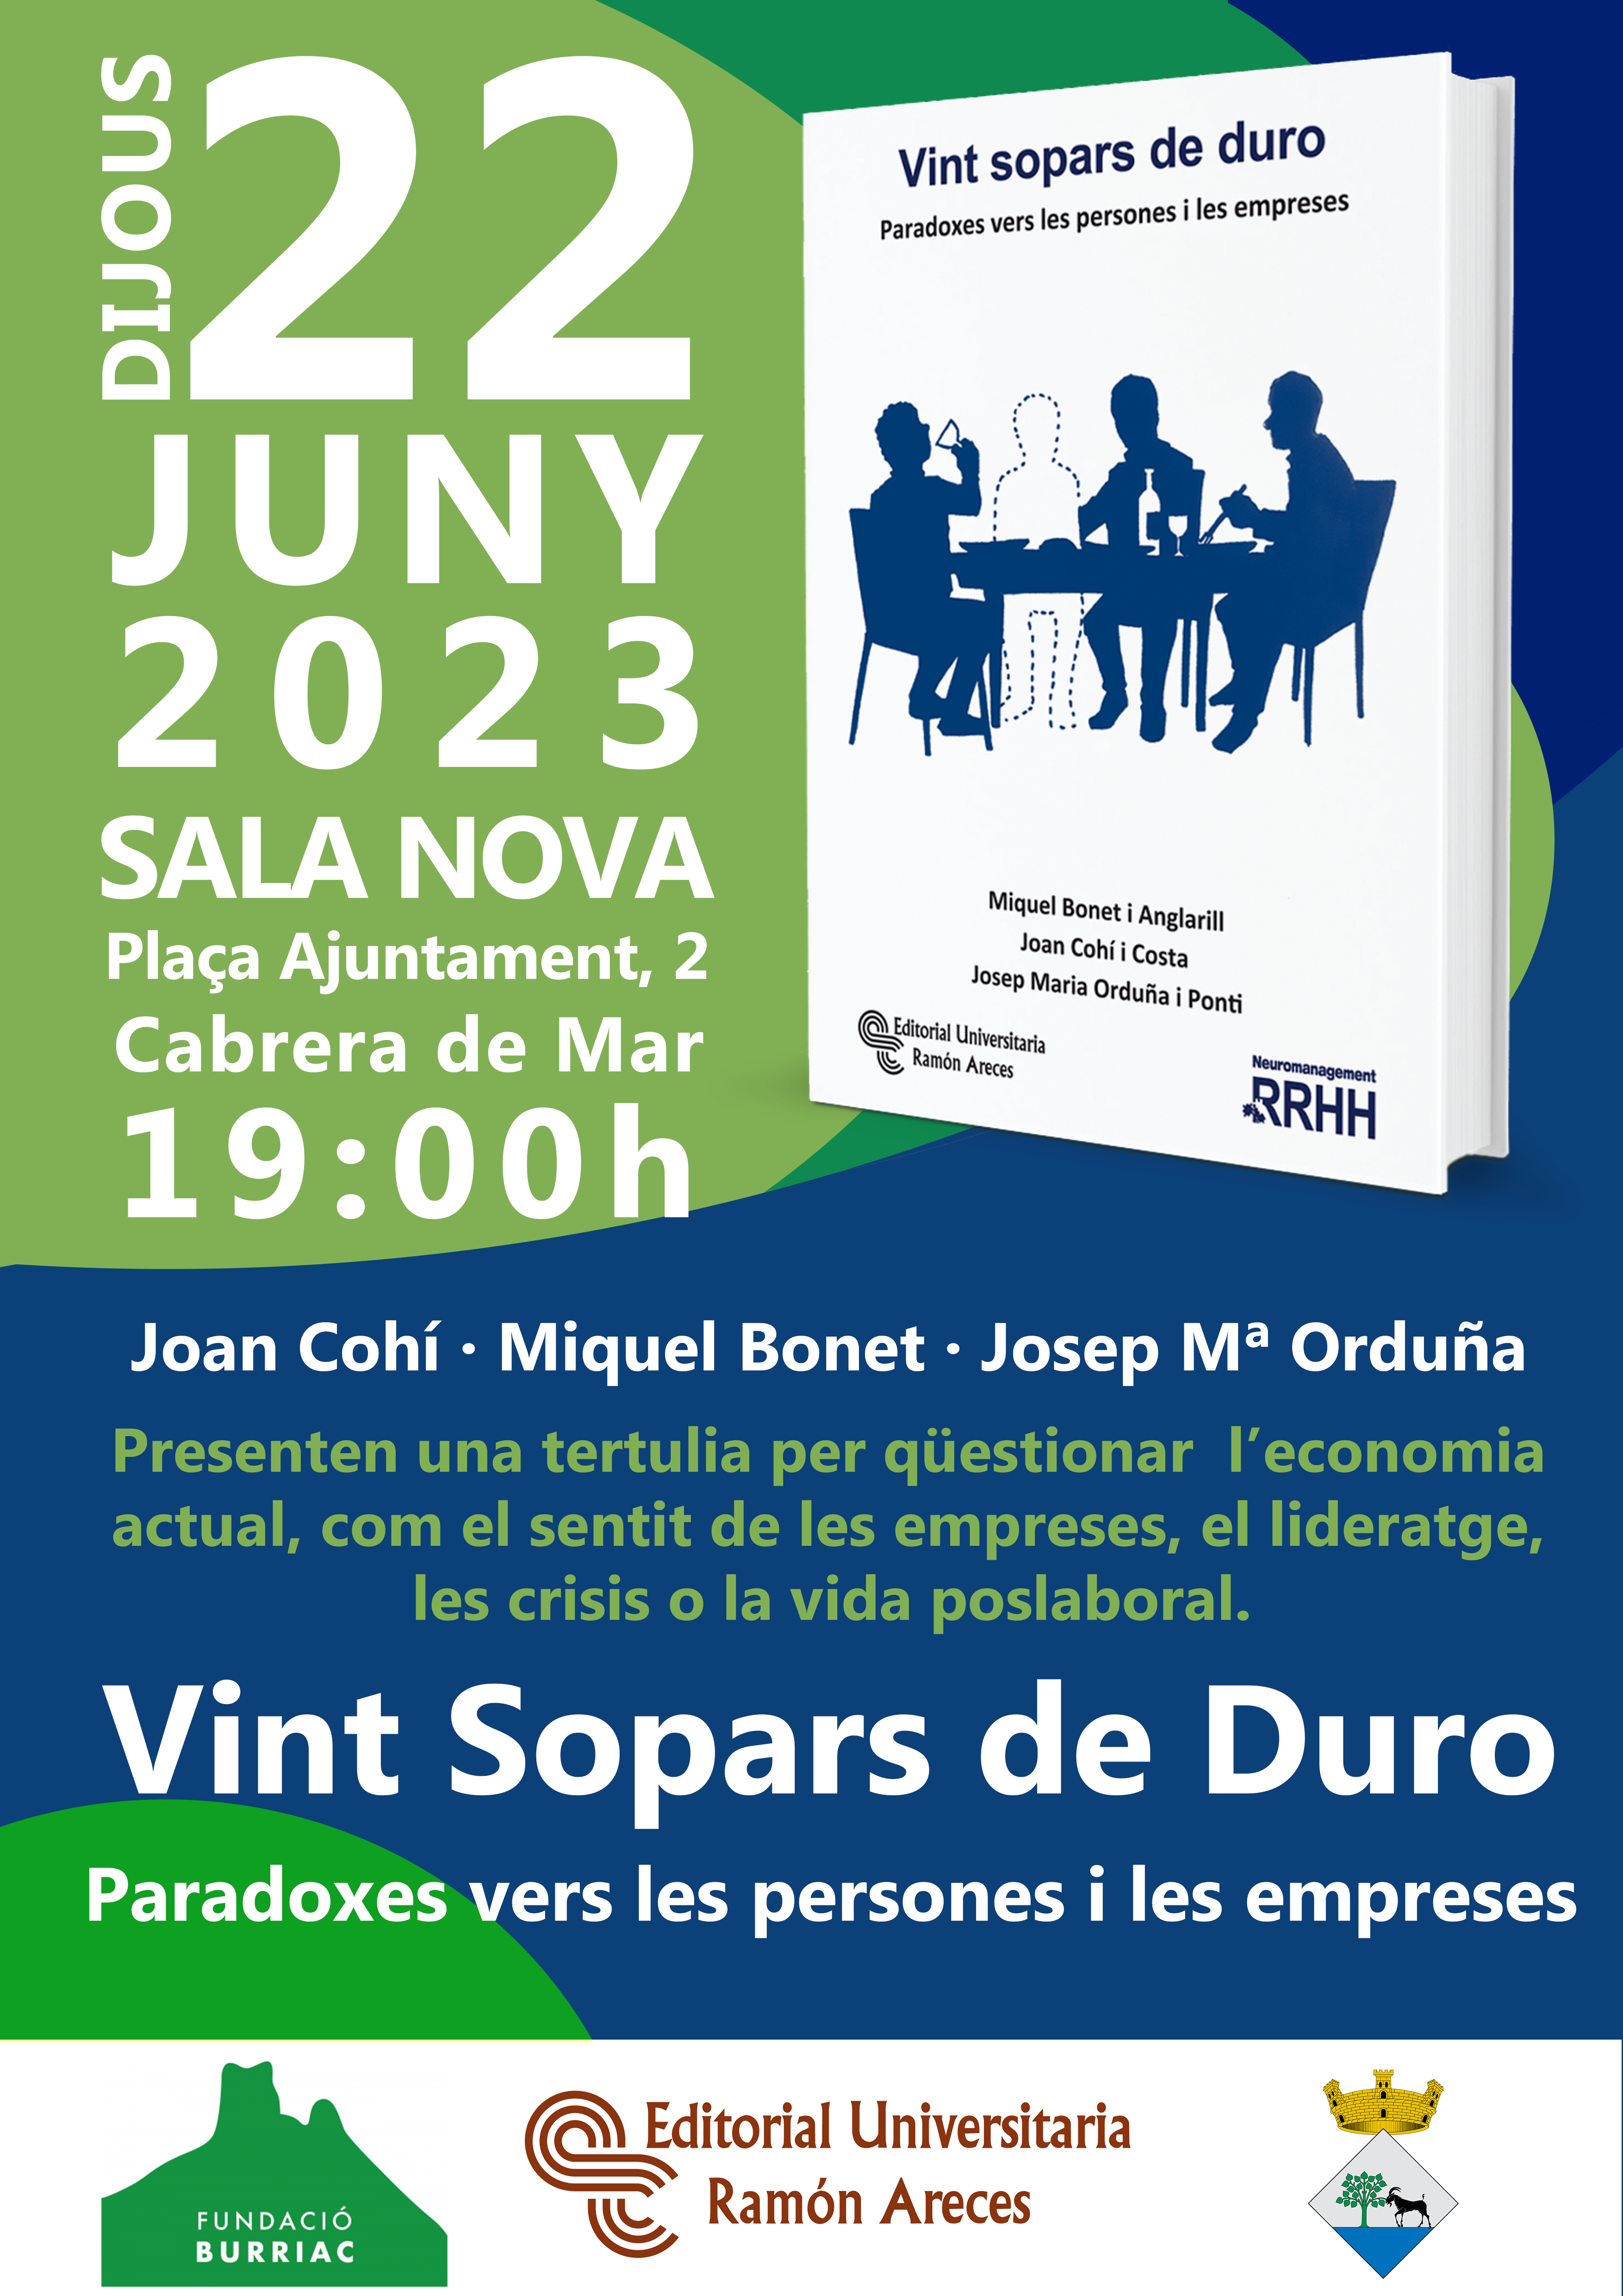 DIJOUS
22
JUNY
2023
SALA NOVA
Plaça Ajuntament, 2
Cabrera de Mar
19:00h
Vint sopars de duro
Paradoxes vers les persones i les empreses
Miquel Bonet i Anglarill
Joan Cohí i Costa
Josep Maria Orduña i Ponti
Editorial Universitaria
Ramón Areces
Neuromanagement
RRHH
Joan Cohí · Miquel Bonet · Josep Mª Orduña
Presenten una tertulia per qüestionar l’economia
actual, com el sentit de les empreses, el lideratge,
les crisis o la vida poslaboral.
Vint Sopars de Duro
Paradoxes vers les persones i les empreses
FUNDACIÓ
BURRIAC
Editorial Universitaria
Ramón Areces